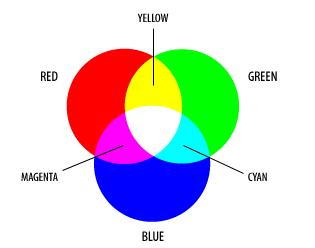 YELLOW
RED
GREEN
MAGENTA
CYAN
BLUE